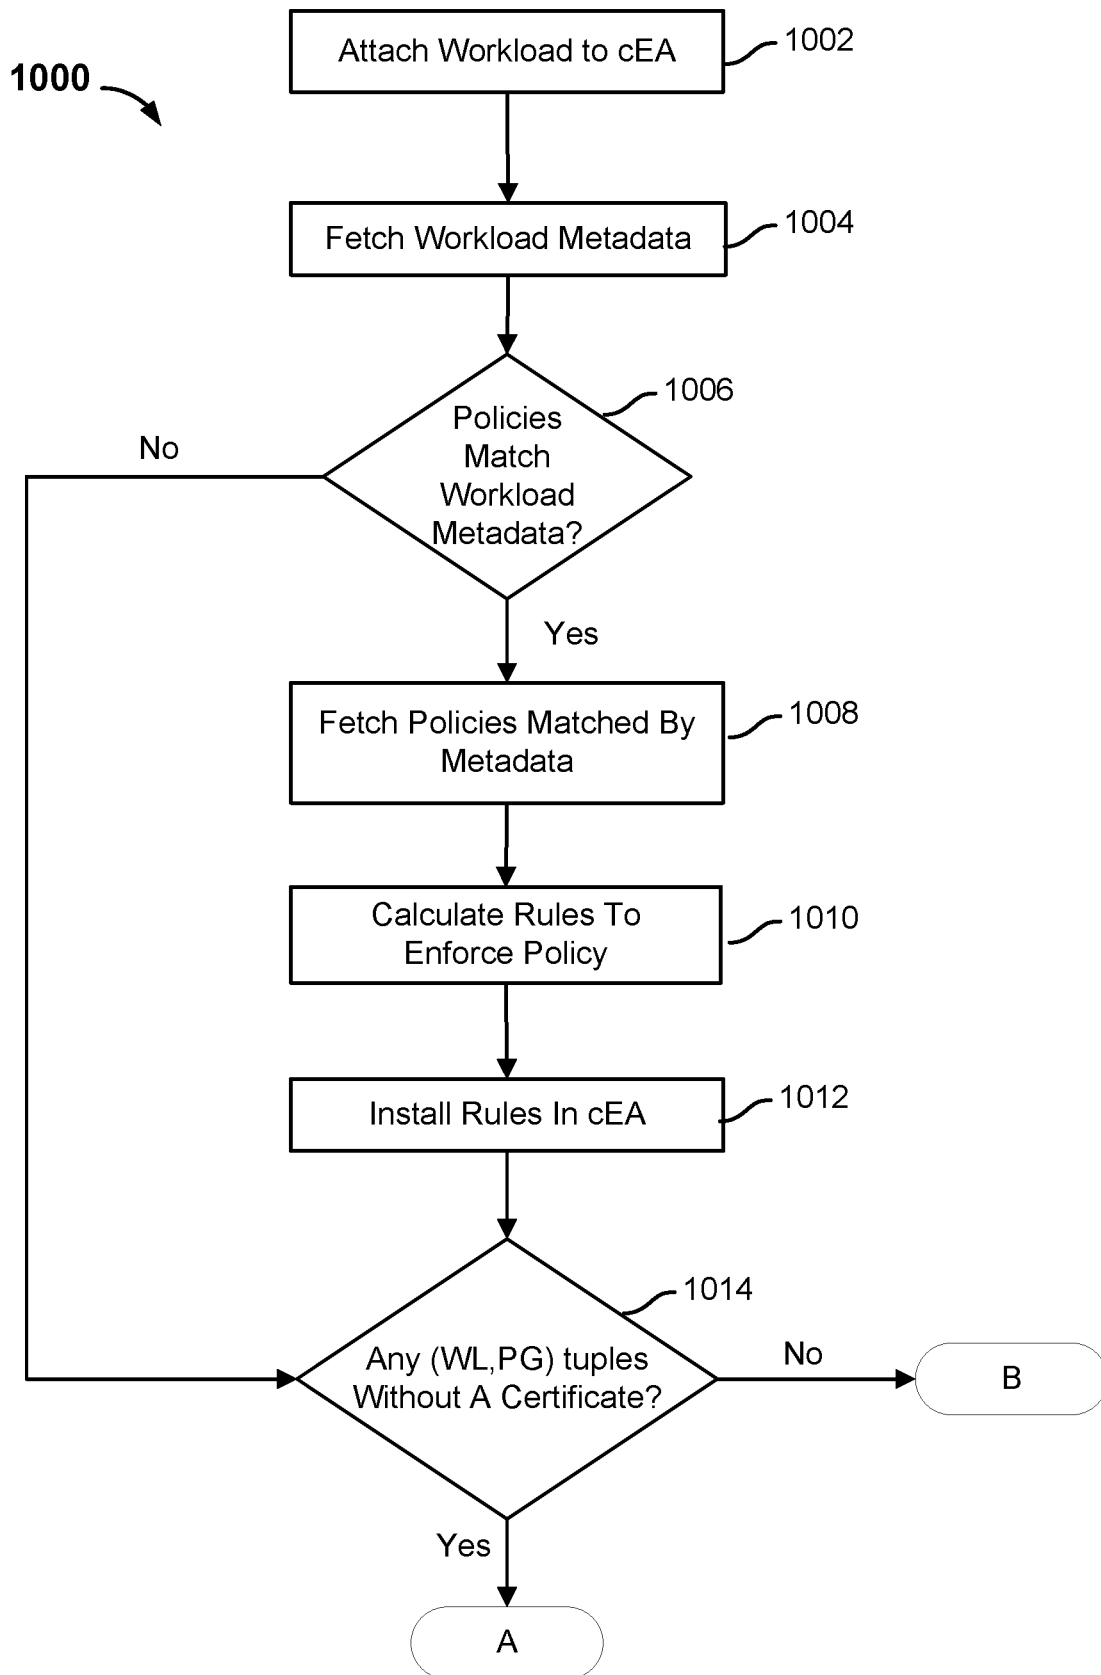 1000
Attach Workload to cEA
1002
Fetch Workload Metadata
1004
Policies
Match
Workload
Metadata?
1006
No
Yes
Fetch Policies Matched By
Metadata
1008
Calculate Rules To
Enforce Policy
1010
Install Rules In cEA
1012
Any (WL,PG) tuples
Without A Certificate?
1014
No
B
Yes
A